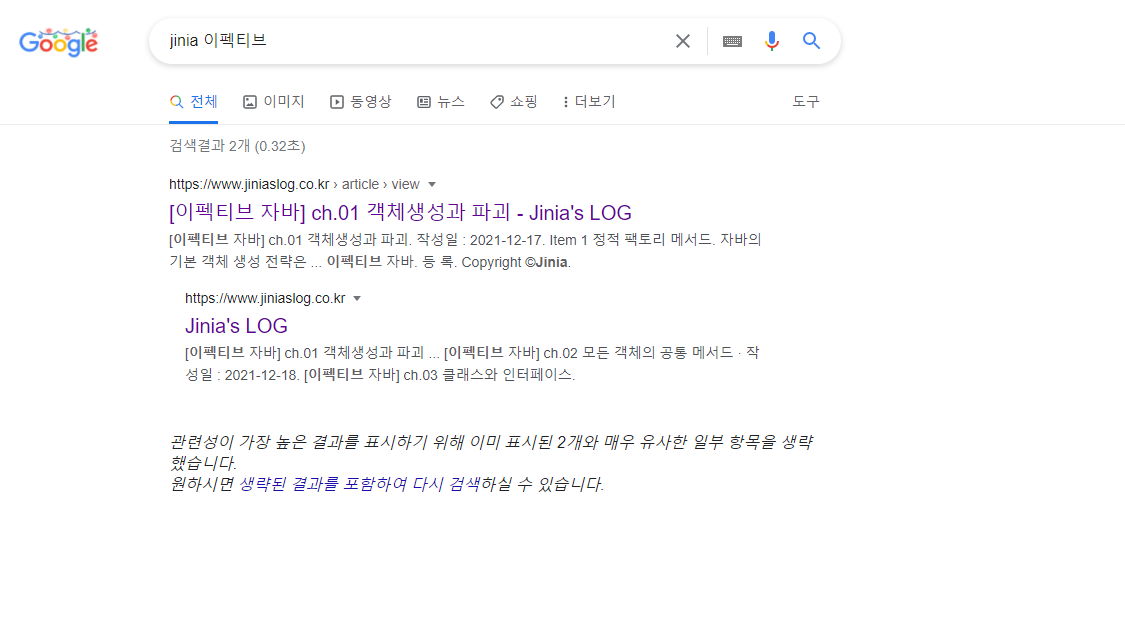 Google
jinia 이펙티브
전체 이미지 동영상 뉴스 쇼핑 더보기 도구
검색결과 2개 (0.32초)
https://www.jiniaslog.co.kr › article › view
[이펙티브 자바] ch.01 객체생성과 파괴 - Jinia's LOG
[이펙티브 자바] ch.01 객체생성과 파괴. 작성일 : 2021-12-17. Item 1 정적 팩토리 메서드. 자바의
기본 객체 생성 전략은 ... 이펙티브 자바. 등 록. Copyright ©Jinia.
https://www.jiniaslog.co.kr
Jinia's LOG
[이펙티브 자바] ch.01 객체생성과 파괴 ... [이펙티브 자바] ch.02 모든 객체의 공통 메서드 · 작
성일 : 2021-12-18. [이펙티브 자바] ch.03 클래스와 인터페이스.
관련성이 가장 높은 결과를 표시하기 위해 이미 표시된 2개와 매우 유사한 일부 항목을 생략
했습니다.
원하시면 생략된 결과를 포함하여 다시 검색하실 수 있습니다.